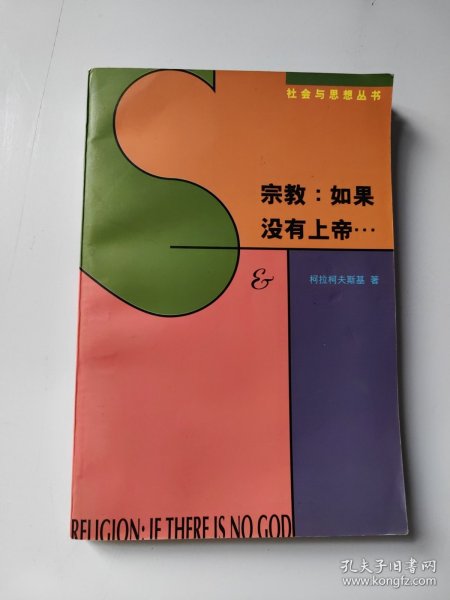 社会与思想丛书
宗教：如果
没有上帝…
&
柯拉柯夫斯基 著
RELIGION: IF THERE IS NO GOD
孔夫子旧书网
www.kongfz.com